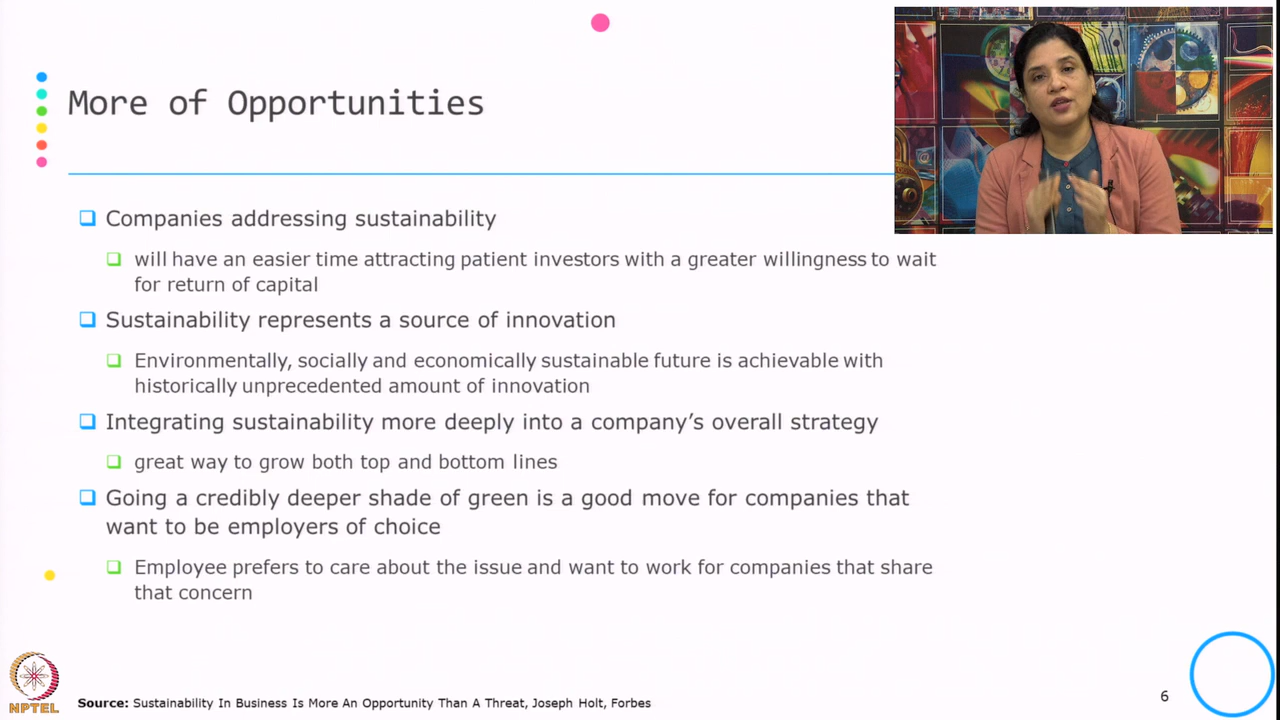 More of Opportunities
Companies addressing sustainability
will have an easier time attracting patient investors with a greater willingness to wait
for return of capital
Sustainability represents a source of innovation
Environmentally, socially and economically sustainable future is achievable with
historically unprecedented amount of innovation
Integrating sustainability more deeply into a company’s overall strategy
great way to grow both top and bottom lines
Going a credibly deeper shade of green is a good move for companies that
want to be employers of choice
Employee prefers to care about the issue and want to work for companies that share
that concern
NPTEL
Source: Sustainability In Business Is More An Opportunity Than A Threat, Joseph Holt, Forbes
6